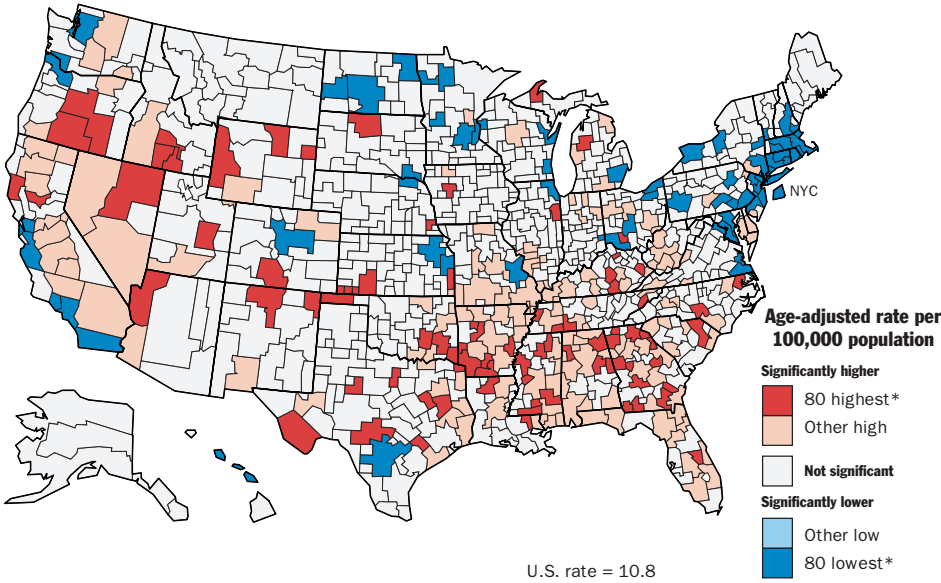 NYC
Age-adjusted rate per
100,000 population
Significantly higher
80 highest*
Other high
Not significant
Significantly lower
Other low
80 lowest*
U.S. rate = 10.8